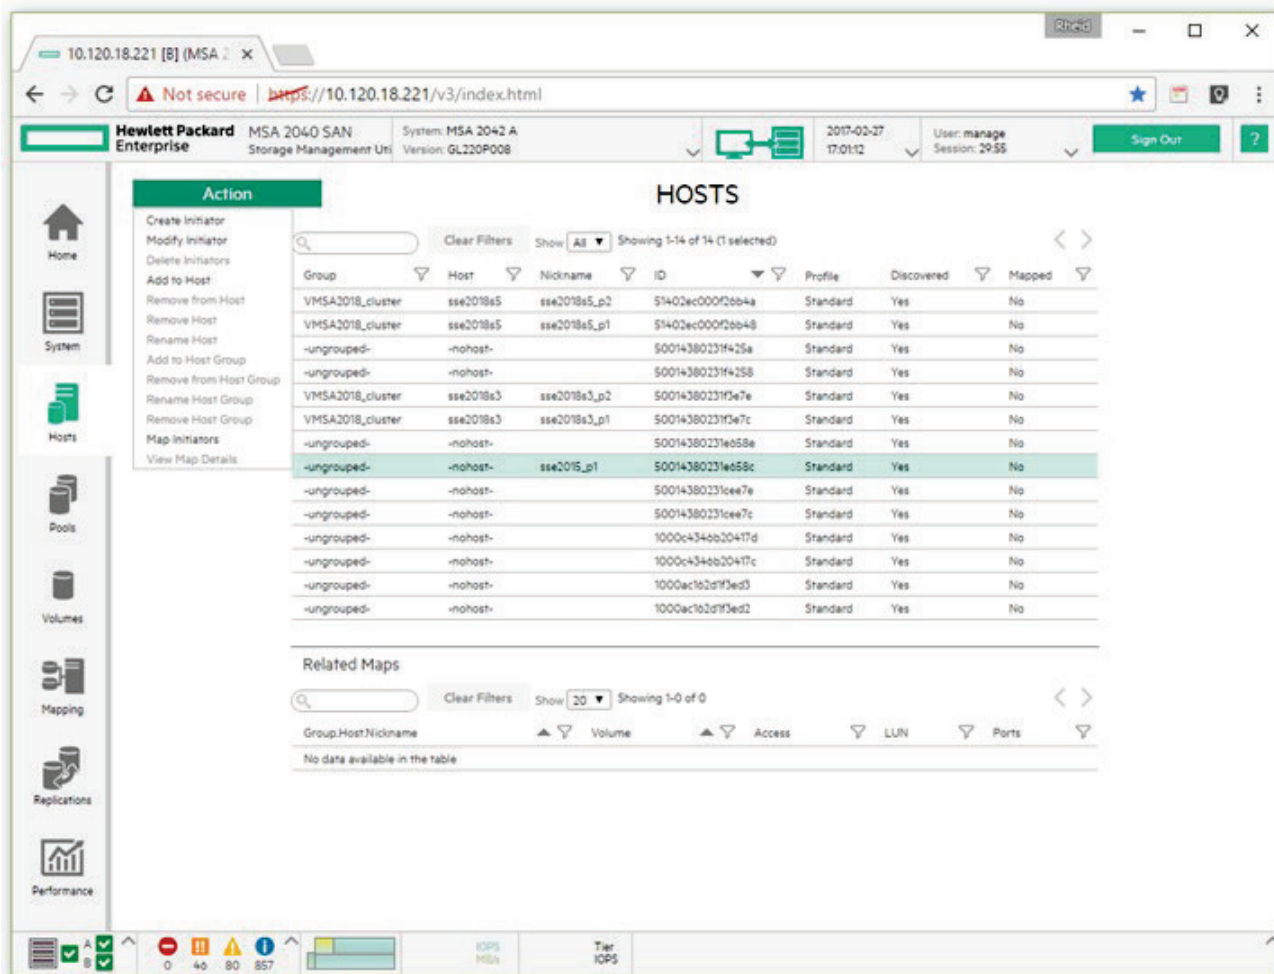 Rheid
10.120.18.221 [B] (MSA 2
Not secure https://10.120.18.221/v3/index.html
Hewlett Packard Enterprise
MSA 2040 SAN
Storage Management Uti
System: MSA 2042 A
Version: GL220P008
2017-02-27
17:01:12
User: manage
Session: 29:55
Sign Out
?
Home
System
Hosts
Pools
Volumes
Mapping
Replications
Performance
Action
Create Initiator
Modify Initiator
Delete Initiators
Add to Host
Remove from Host
Remove Host
Rename Host
Add to Host Group
Remove from Host Group
Rename Host Group
Remove Host Group
Map Initiators
View Map Details
HOSTS
Clear Filters Show All Showing 1-14 of 14 (1 selected)
Group Host Nickname ID Profile Discovered Mapped
VMSA2018_cluster sse2018s5 sse2018s5_p2 51402ec000f26b4a Standard Yes No
VMSA2018_cluster sse2018s5 sse2018s5_p1 51402ec000f26b48 Standard Yes No
-ungrouped- -nohost- 50014380231f425a Standard Yes No
-ungrouped- -nohost- 50014380231f4258 Standard Yes No
VMSA2018_cluster sse2018s3 sse2018s3_p2 50014380231f3e7e Standard Yes No
VMSA2018_cluster sse2018s3 sse2018s3_p1 50014380231f3e7c Standard Yes No
-ungrouped- -nohost- 50014380231e658e Standard Yes No
-ungrouped- -nohost- sse2015_p1 50014380231e658c Standard Yes No
-ungrouped- -nohost- 50014380231cee7e Standard Yes No
-ungrouped- -nohost- 50014380231cee7c Standard Yes No
-ungrouped- -nohost- 1000c4346b20417d Standard Yes No
-ungrouped- -nohost- 1000c4346b20417c Standard Yes No
-ungrouped- -nohost- 1000ac162d1f3ed3 Standard Yes No
-ungrouped- -nohost- 1000ac162d1f3ed2 Standard Yes No
Related Maps
Clear Filters Show 20 Showing 1-0 of 0
Group.Host.Nickname Volume Access LUN Ports
No data available in the table
A
B
0 46 80 857
IOPS
MB/s
Tier
IOPS